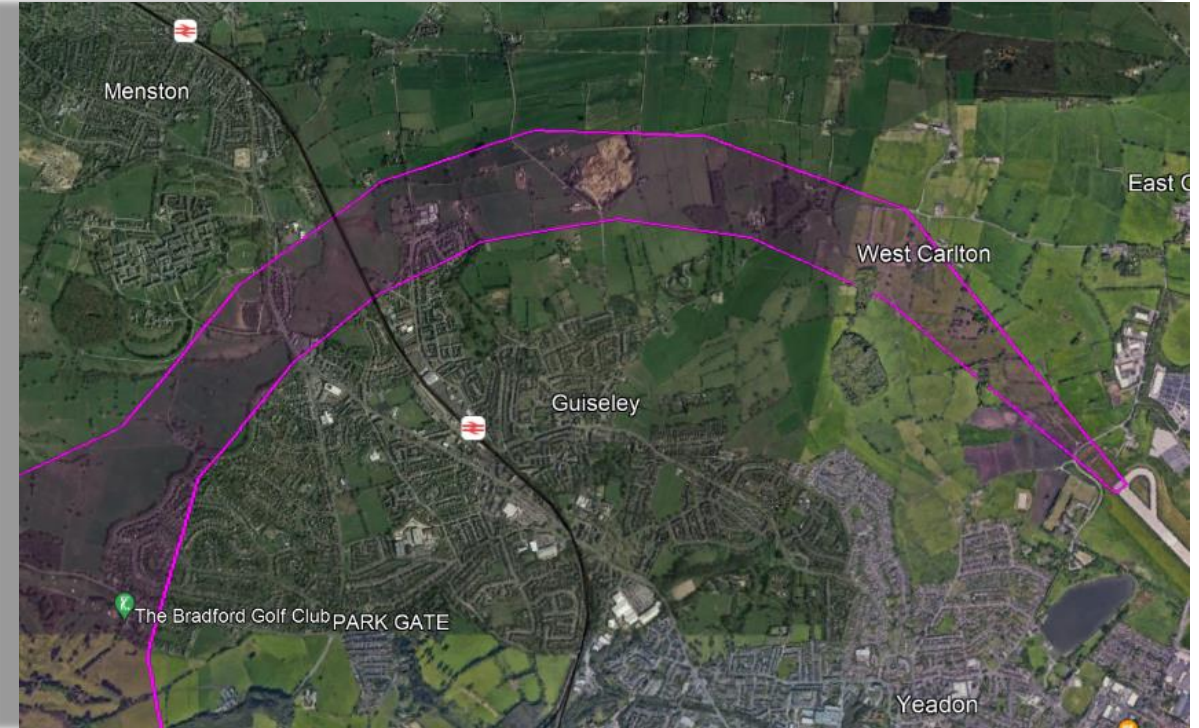 Menston
East C
West Carlton
Guiseley
The Bradford Golf Club
PARK GATE
Yeadon